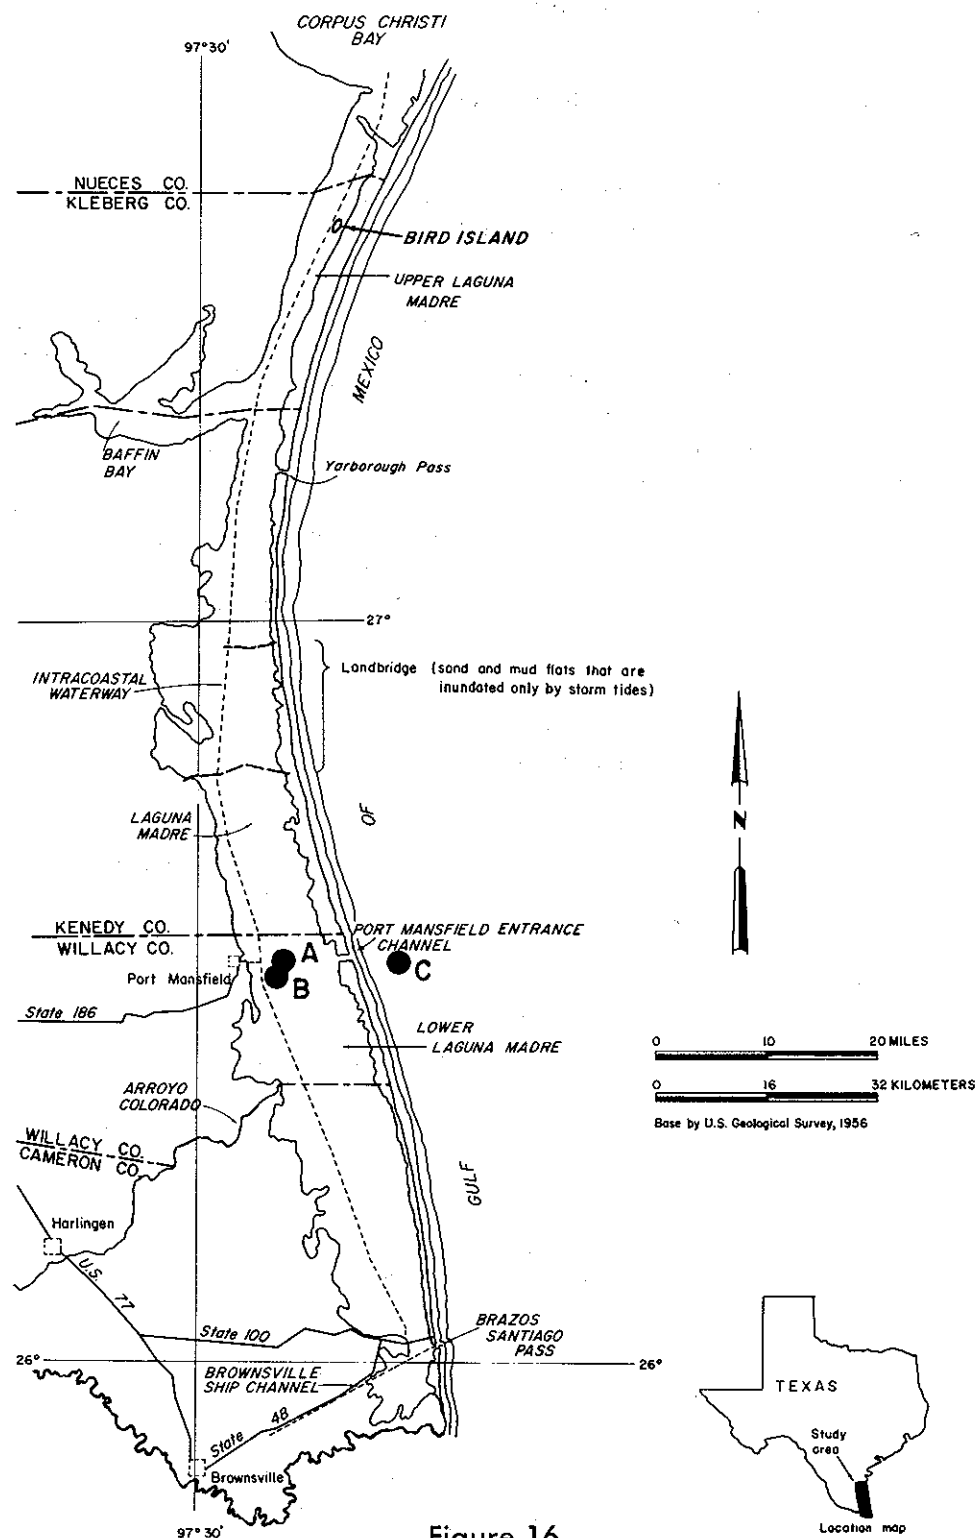 CORPUS CHRISTI
BAY
97°30'
NUECES CO.
KLEBERG CO.
BIRD ISLAND
UPPER LAGUNA
MADRE
MEXICO
BAFFIN
BAY
Yarborough Pass
27°
Landbridge (sand and mud flats that are
inundated only by storm tides)
INTRACOASTAL
WATERWAY
LAGUNA
MADRE
OF
N
KENEDY CO.
WILLACY CO.
PORT MANSFIELD ENTRANCE
CHANNEL
A
B
C
Port Mansfield
State 186
LOWER
LAGUNA MADRE
0 10 20 MILES
0 16 32 KILOMETERS
Base by U.S. Geological Survey, 1956
ARROYO
COLORADO
WILLACY CO.
CAMERON CO.
GULF
Harlingen
U.S. 77
State 100
BRAZOS
SANTIAGO
PASS
26°
26°
BROWNSVILLE
SHIP CHANNEL
State 48
Brownsville
97°30'
TEXAS
Study
area
Location map
Figure 16